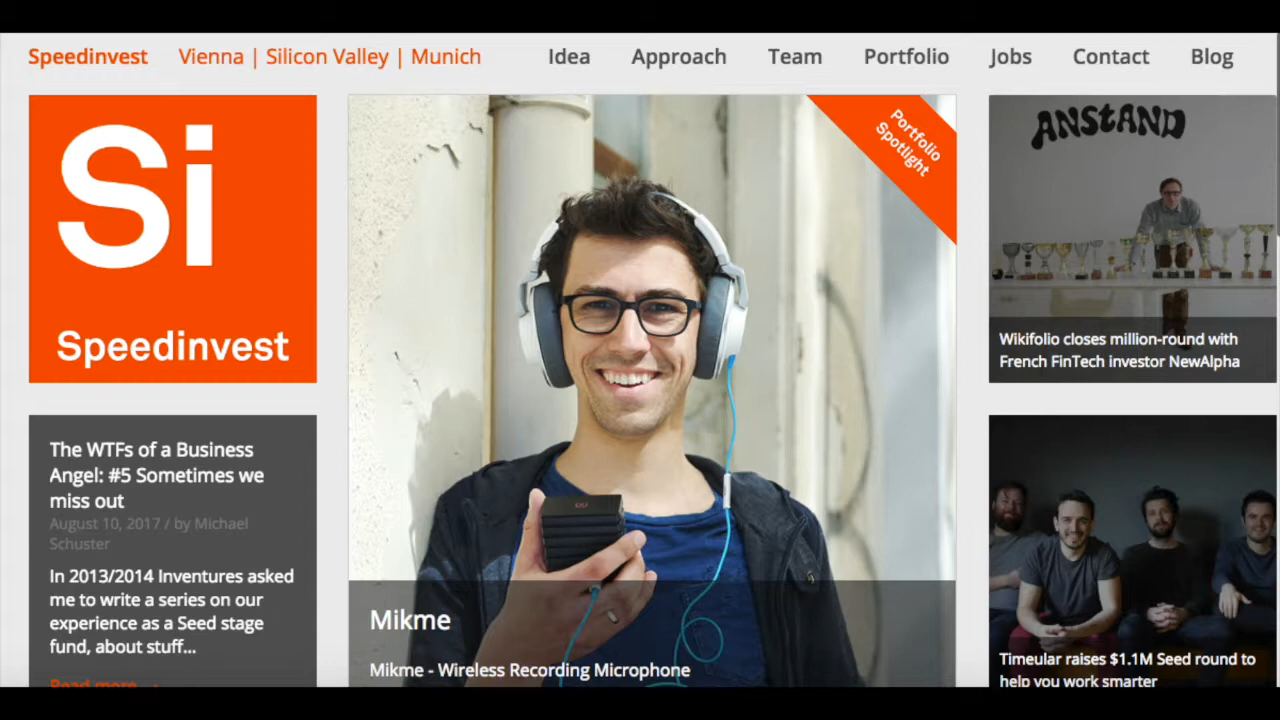 Speedinvest
Vienna | Silicon Valley | Munich
Idea
Approach
Team
Portfolio
Jobs
Contact
Blog
Si
Speedinvest
The WTFs of a Business
Angel: #5 Sometimes we
miss out
August 10, 2017 / by Michael
Schuster
In 2013/2014 Inventures asked
me to write a series on our
experience as a Seed stage
fund, about stuff...
Read more →
Portfolio
Spotlight
Mikme
Mikme - Wireless Recording Microphone
ANStAND
Wikifolio closes million-round with
French FinTech investor NewAlpha
Timeular raises $1.1M Seed round to
help you work smarter